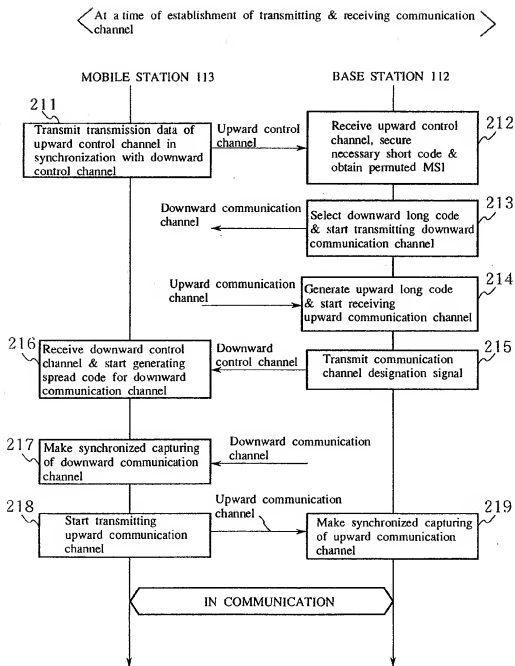 At a time of establishment of transmitting & receiving communication
channel
MOBILE STATION 113
BASE STATION 112
211
Transmit transmission data of
upward control channel in
synchronization with downward
control channel
Upward control
channel
212
Receive upward control
channel, secure
necessary short code &
obtain permuted MSI
Downward communication
channel
213
Select downward long code
& start transmitting downward
communication channel
Upward communication
channel
214
Generate upward long code
& start receiving
upward communication channel
216
Receive downward control
channel & start generating
spread code for downward
communication channel
Downward
control channel
215
Transmit communication
channel designation signal
217
Make synchronized capturing
of downward communication
channel
Downward communication
channel
218
Start transmitting
upward communication
channel
Upward communication
channel
219
Make synchronized capturing
of upward communication
channel
IN COMMUNICATION